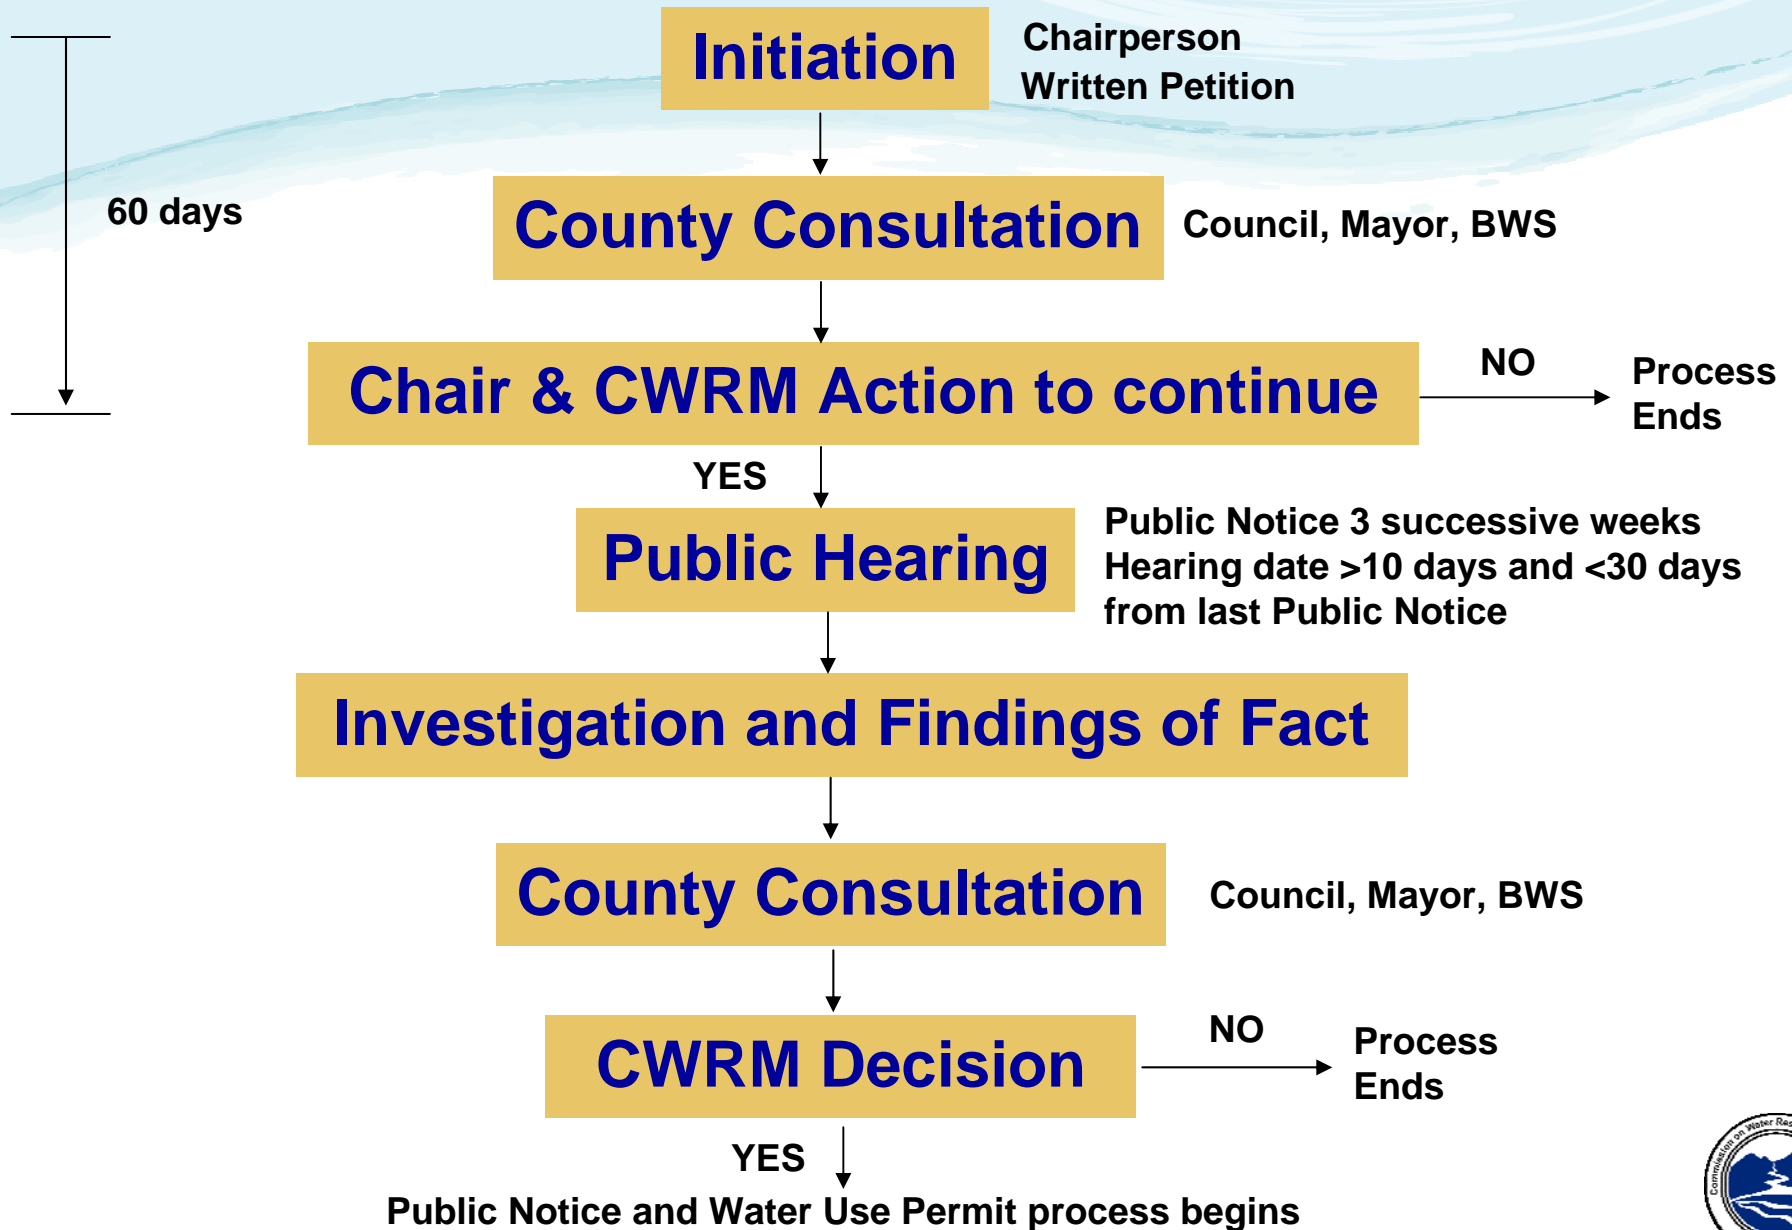 Initiation
Chairperson
Written Petition
60 days
County Consultation
Council, Mayor, BWS
Chair & CWRM Action to continue
NO
Process
Ends
YES
Public Hearing
Public Notice 3 successive weeks
Hearing date >10 days and <30 days
from last Public Notice
Investigation and Findings of Fact
County Consultation
Council, Mayor, BWS
CWRM Decision
NO
Process
Ends
YES
Public Notice and Water Use Permit process begins
Commission on Water